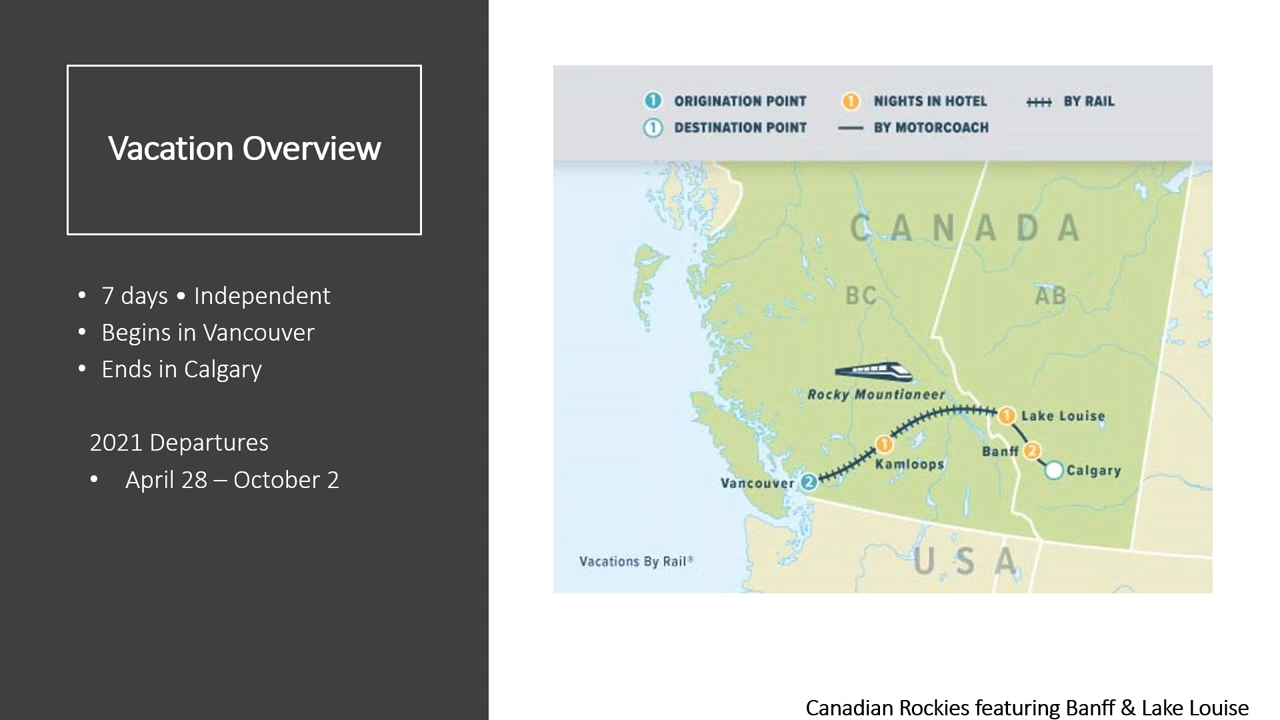 Vacation Overview
• 7 days • Independent
• Begins in Vancouver
• Ends in Calgary
2021 Departures
• April 28 – October 2
1 ORIGINATION POINT
1 NIGHTS IN HOTEL
BY RAIL
1 DESTINATION POINT
BY MOTORCOACH
CANADA
BC
AB
Rocky Mountianeer
1 Lake Louise
1
Kamloops
Banff 2
Calgary
Vancouver 2
USA
Vacations By Rail®
Canadian Rockies featuring Banff & Lake Louise